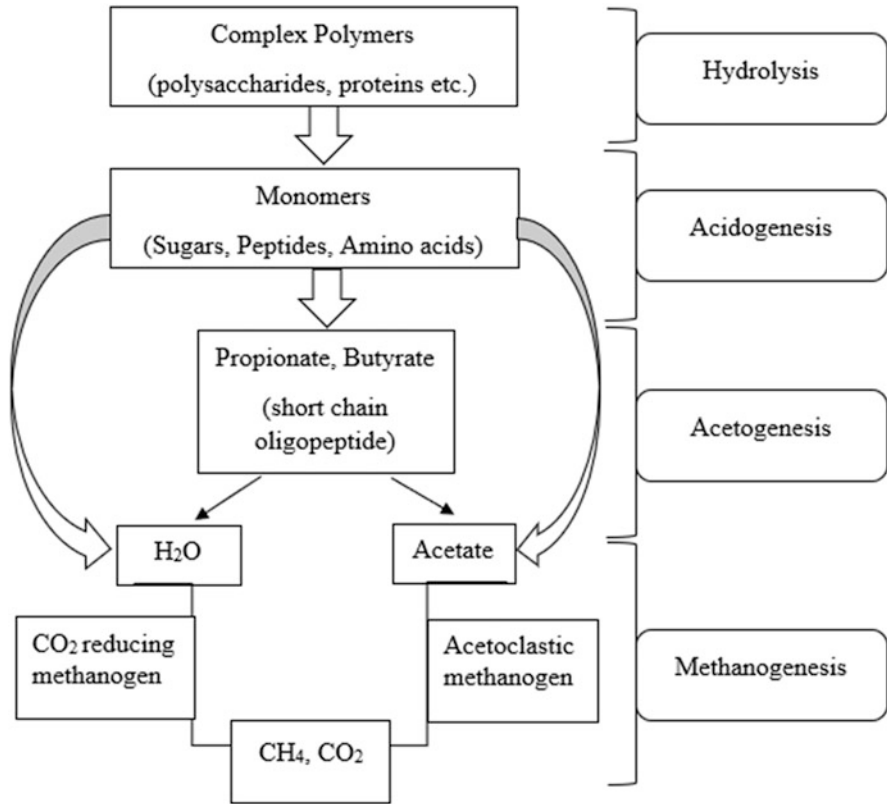 Complex Polymers
(polysaccharides, proteins etc.)
Hydrolysis
Monomers
(Sugars, Peptides, Amino acids)
Acidogenesis
Propionate, Butyrate
(short chain
oligopeptide)
Acetogenesis
H₂O
Acetate
CO₂ reducing
methanogen
Acetoclastic
methanogen
Methanogenesis
CH₄, CO₂